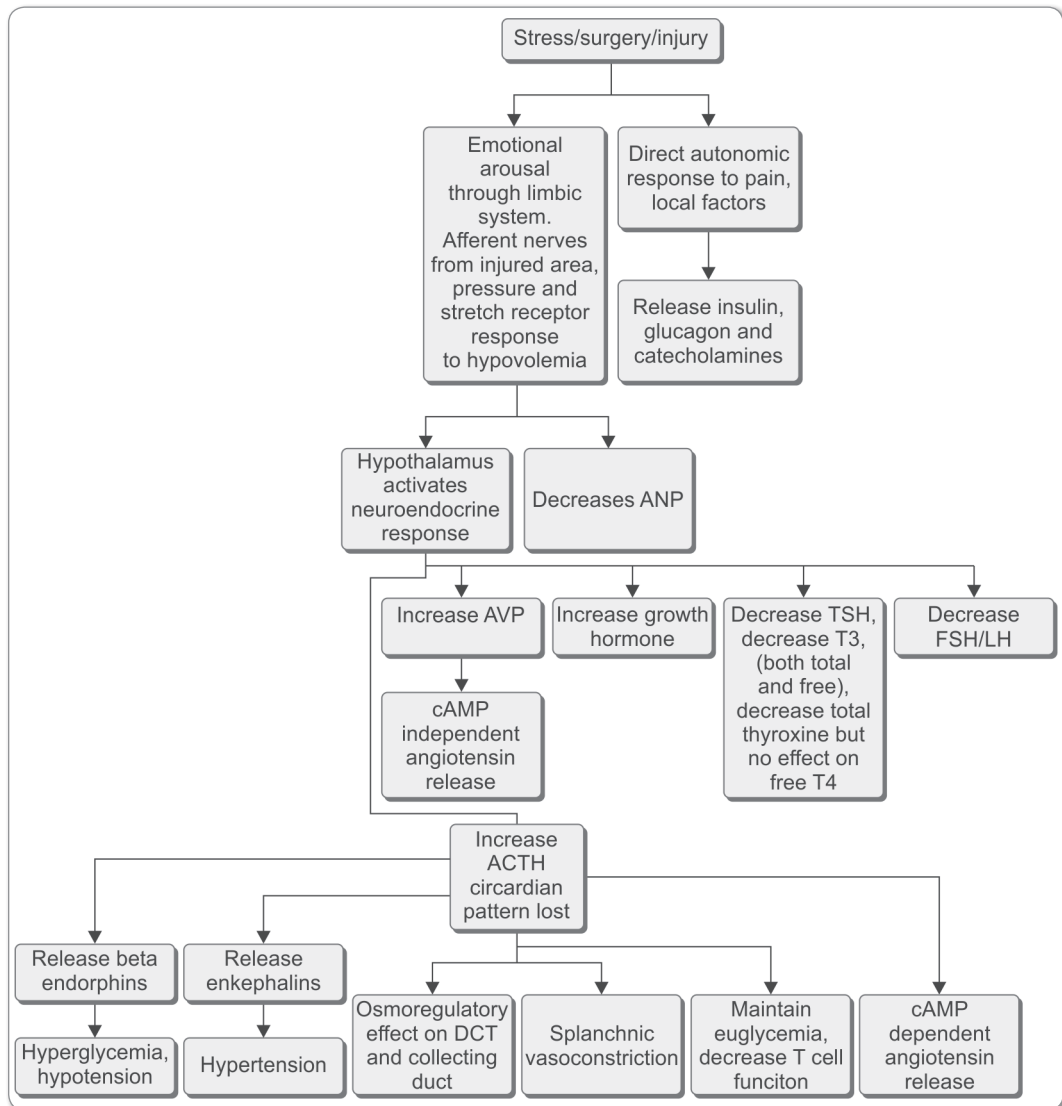 Stress/surgery/injury
Emotional
arousal
through limbic
system.
Afferent nerves
from injured area,
pressure and
stretch receptor
response
to hypovolemia
Direct autonomic
response to pain,
local factors
Release insulin,
glucagon and
catecholamines
Hypothalamus
activates
neuroendocrine
response
Decreases ANP
Increase AVP
Increase growth
hormone
Decrease TSH,
decrease T3,
(both total
and free),
decrease total
thyroxine but
no effect on
free T4
Decrease
FSH/LH
cAMP
independent
angiotensin
release
Increase
ACTH
circardian
pattern lost
Release beta
endorphins
Release
enkephalins
Hyperglycemia,
hypotension
Hypertension
Osmoregulatory
effect on DCT
and collecting
duct
Splanchnic
vasoconstriction
Maintain
euglycemia,
decrease T cell
funciton
cAMP
dependent
angiotensin
release